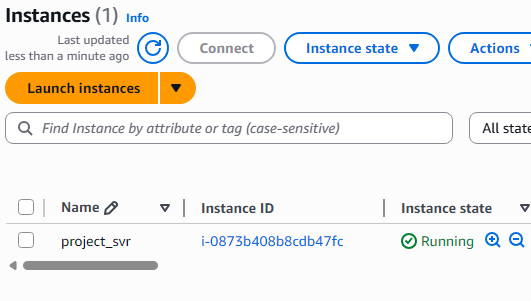 Instances (1) Info
Last updated
less than a minute ago
Connect
Instance state
Actions
Launch instances
Find Instance by attribute or tag (case-sensitive)
All state
Name
Instance ID
Instance state
project_svr
i-0873b408b8cdb47fc
Running